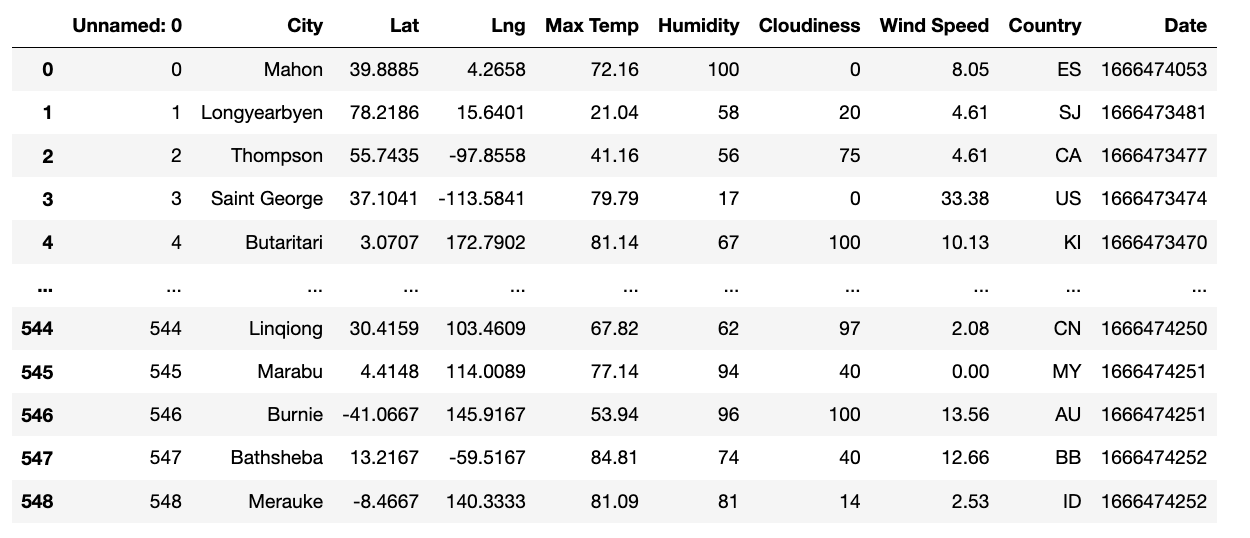 Unnamed: 0 City Lat Lng Max Temp Humidity Cloudiness Wind Speed Country Date
0 0 Mahon 39.8885 4.2658 72.16 100 0 8.05 ES 1666474053
1 1 Longyearbyen 78.2186 15.6401 21.04 58 20 4.61 SJ 1666473481
2 2 Thompson 55.7435 -97.8558 41.16 56 75 4.61 CA 1666473477
3 3 Saint George 37.1041 -113.5841 79.79 17 0 33.38 US 1666473474
4 4 Butaritari 3.0707 172.7902 81.14 67 100 10.13 KI 1666473470
... ... ... ... ... ... ... ... ... ... ...
544 544 Linqiong 30.4159 103.4609 67.82 62 97 2.08 CN 1666474250
545 545 Marabu 4.4148 114.0089 77.14 94 40 0.00 MY 1666474251
546 546 Burnie -41.0667 145.9167 53.94 96 100 13.56 AU 1666474251
547 547 Bathsheba 13.2167 -59.5167 84.81 74 40 12.66 BB 1666474252
548 548 Merauke -8.4667 140.3333 81.09 81 14 2.53 ID 1666474252